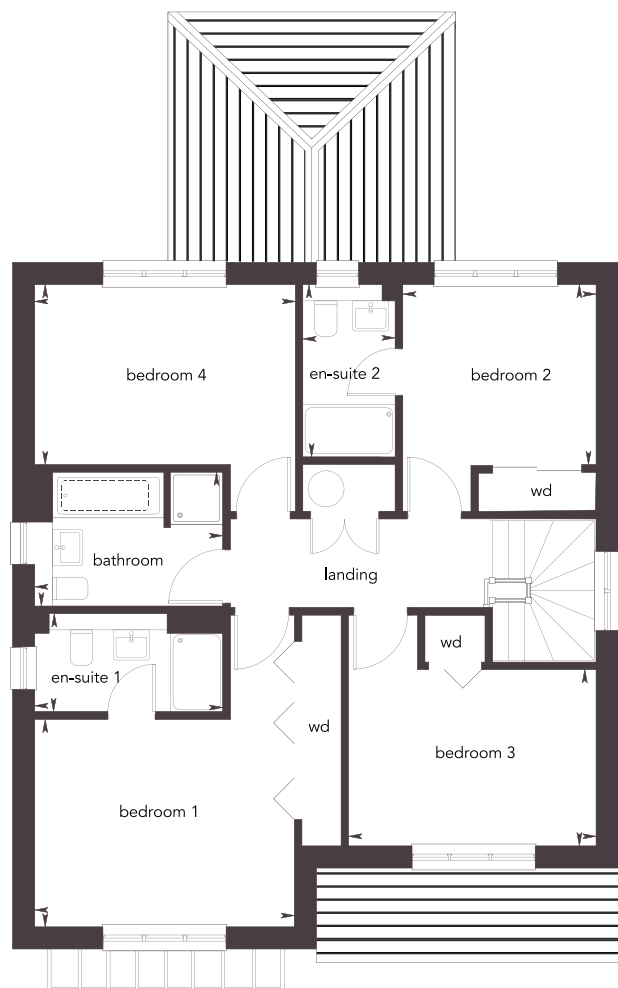 bedroom 4
en-suite 2
bedroom 2
wd
bathroom
landing
wd
en-suite 1
wd
bedroom 3
bedroom 1